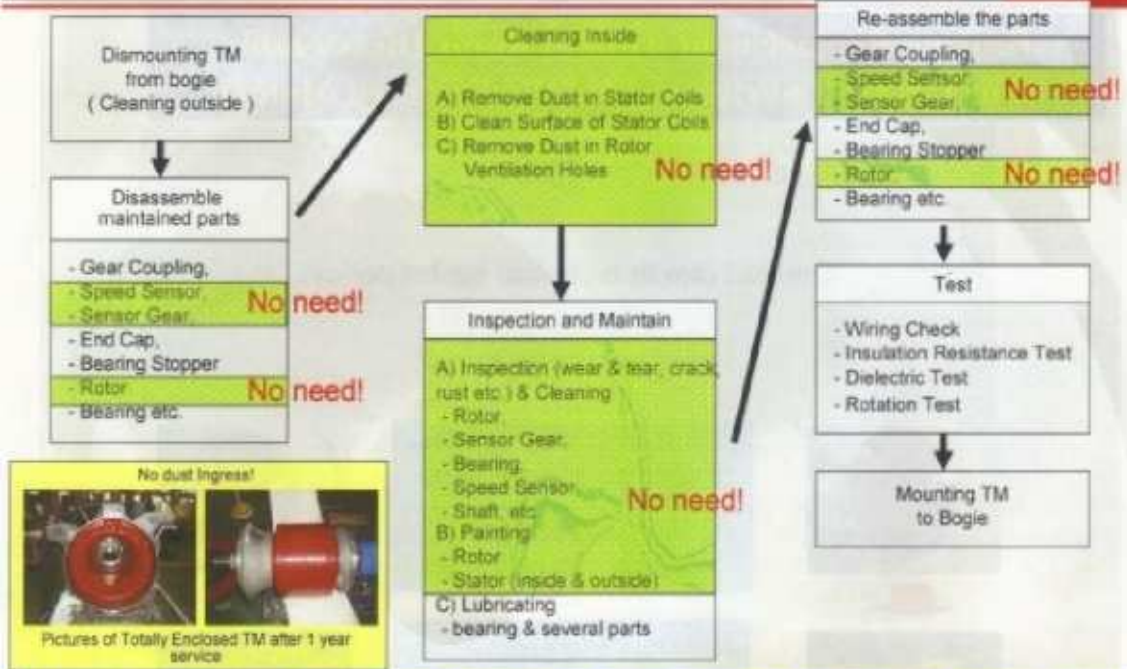 Dismounting TM
from bogie
( Cleaning outside )
Disassemble
maintained parts
- Gear Coupling,
- Speed Sensor,
- Sensor Gear,
No need!
- End Cap,
- Bearing Stopper
- Rotor
No need!
- Bearing etc.
No dust Ingress!
Pictures of Totally Enclosed TM after 1 year
service
Cleaning Inside
A) Remove Dust in Stator Coils
B) Clean Surface of Stator Coils
C) Remove Dust in Rotor
Ventilation Holes
No need!
Inspection and Maintain
A) Inspection (wear & tear, crack,
rust etc.) & Cleaning
- Rotor,
- Sensor Gear,
- Bearing,
- Speed Sensor,
- Shaft, etc.
No need!
B) Painting
- Rotor
- Stator (inside & outside)
C) Lubricating
- bearing & several parts
Re-assemble the parts
- Gear Coupling,
- Speed Sensor,
- Sensor Gear,
No need!
- End Cap,
- Bearing Stopper
- Rotor
No need!
- Bearing etc.
Test
- Wiring Check
- Insulation Resistance Test
- Dielectric Test
- Rotation Test
Mounting TM
to Bogie